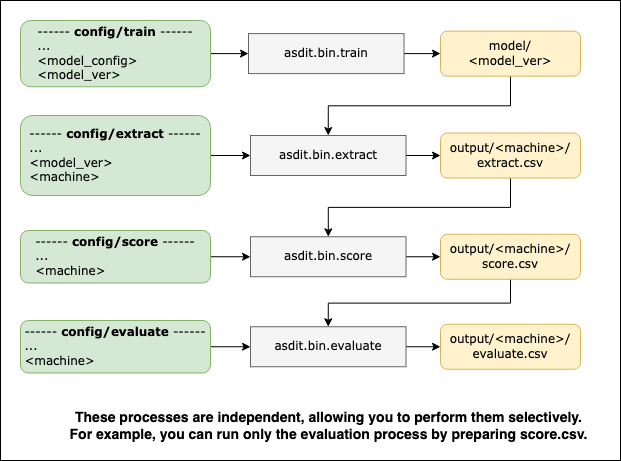 ------ config/train ------
...
<model_config>
<model_ver>
asdit.bin.train
model/
<model_ver>
------ config/extract ------
...
<model_ver>
<machine>
asdit.bin.extract
output/<machine>/
extract.csv
------ config/score ------
...
<machine>
asdit.bin.score
output/<machine>/
score.csv
------ config/evaluate ------
...
<machine>
asdit.bin.evaluate
output/<machine>/
evaluate.csv
These processes are independent, allowing you to perform them selectively.
For example, you can run only the evaluation process by preparing score.csv.